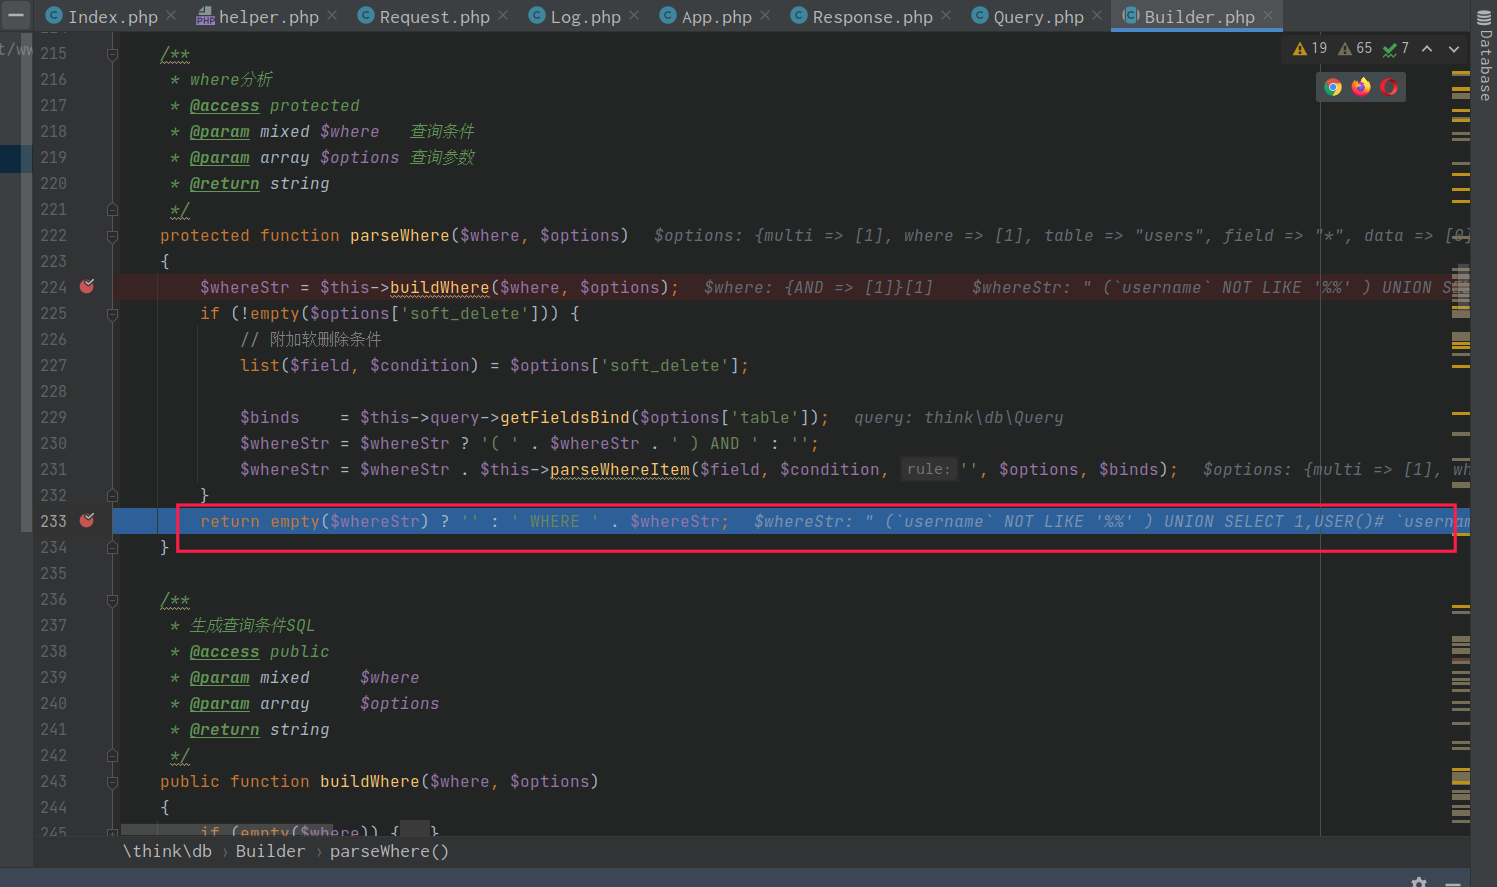 Index.php helper.php Request.php Log.php App.php Response.php Query.php Builder.php
t/ww
19 65 7
Database
215 /**
216 * where分析
217 * @access protected
218 * @param mixed $where 查询条件
219 * @param array $options 查询参数
220 * @return string
221 */
222 protected function parseWhere($where, $options) $options: {multi => [1], where => [1], table => "users", field => "*", data => [0]
223 {
224 $whereStr = $this->buildWhere($where, $options); $where: {AND => [1]}[1] $whereStr: " (`username` NOT LIKE '%%' ) UNION SEL
225 if (!empty($options['soft_delete'])) {
226 // 附加软删除条件
227 list($field, $condition) = $options['soft_delete'];
228
229 $binds = $this->query->getFieldsBind($options['table']); query: think\db\Query
230 $whereStr = $whereStr ? '( ' . $whereStr . ' ) AND ' : '';
231 $whereStr = $whereStr . $this->parseWhereItem($field, $condition, rule: '', $options, $binds); $options: {multi => [1], wh
232 }
233 return empty($whereStr) ? '' : ' WHERE ' . $whereStr; $whereStr: " (`username` NOT LIKE '%%' ) UNION SELECT 1,USER()# `usernam
234 }
235
236 /**
237 * 生成查询条件SQL
238 * @access public
239 * @param mixed $where
240 * @param array $options
241 * @return string
242 */
243 public function buildWhere($where, $options)
244 {
245 if (empty($where)) { }
\think\db › Builder › parseWhere()